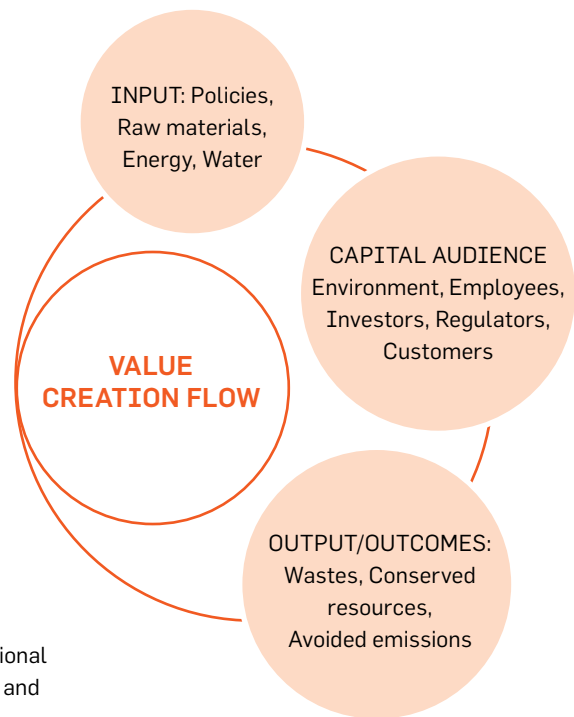 INPUT: Policies,
Raw materials,
Energy, Water
CAPITAL AUDIENCE
Environment, Employees,
Investors, Regulators,
Customers
VALUE
CREATION FLOW
OUTPUT/OUTCOMES:
Wastes, Conserved
resources,
Avoided emissions
and